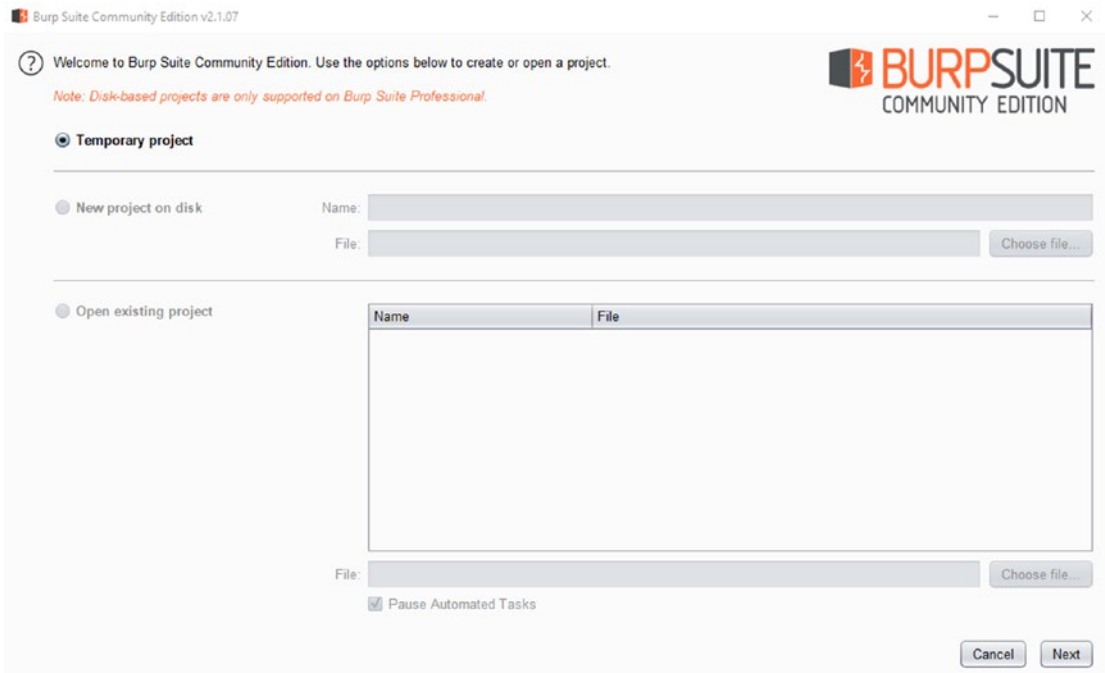 Burp Suite Community Edition v2.1.07
Welcome to Burp Suite Community Edition. Use the options below to create or open a project.
Note: Disk-based projects are only supported on Burp Suite Professional.
BURPSUITE
COMMUNITY EDITION
Temporary project
New project on disk
Name:
File:
Choose file...
Open existing project
Name File
File:
Choose file...
Pause Automated Tasks
Cancel Next